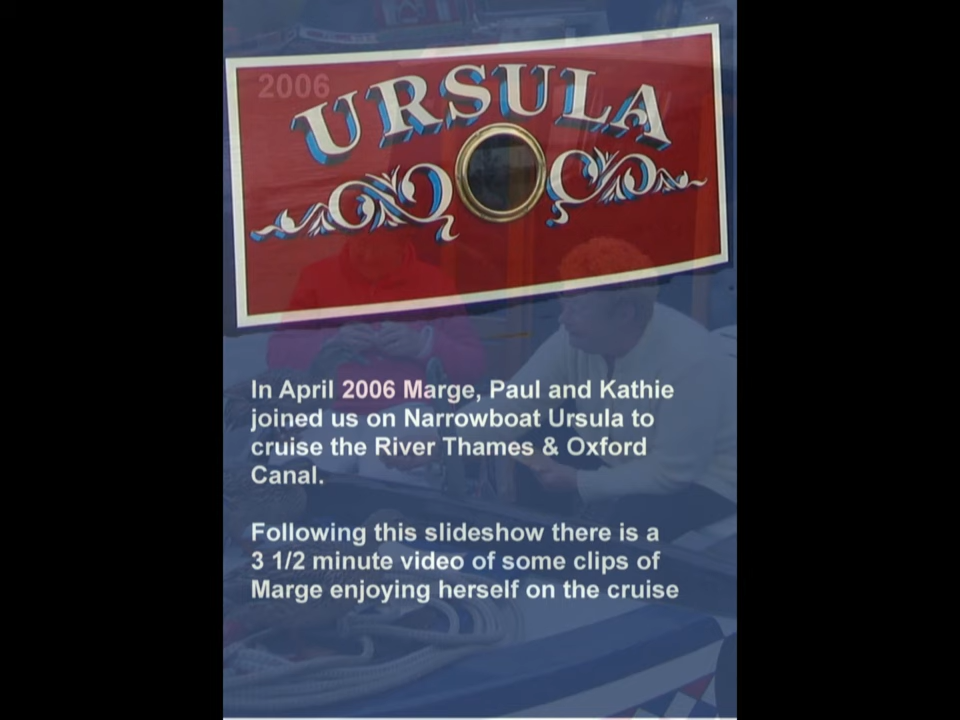 2006
URSULA
In April 2006 Marge, Paul and Kathie
joined us on Narrowboat Ursula to
cruise the River Thames & Oxford
Canal.
Following this slideshow there is a
3 1/2 minute video of some clips of
Marge enjoying herself on the cruise